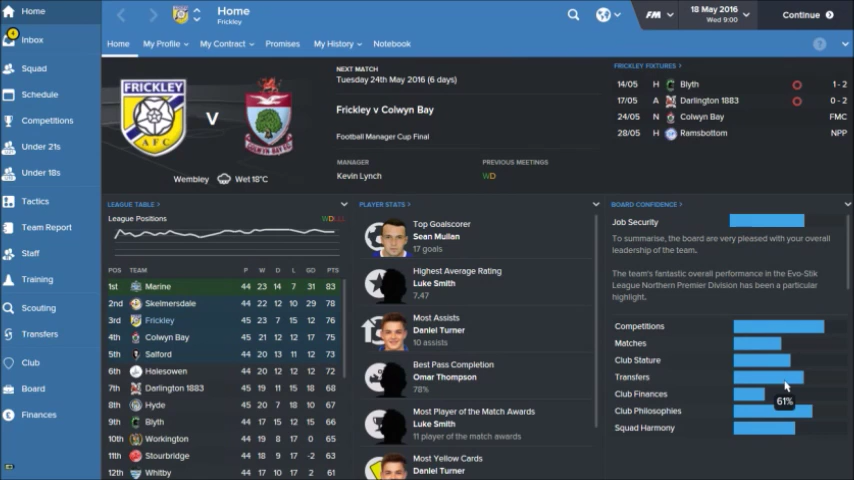 Home
4
Inbox
Squad
Schedule
Competitions
Under 21s
Under 18s
Tactics
Team Report
Staff
Training
Scouting
Transfers
Club
Board
Finances
Home
Frickley
FM
18 May 2016
Wed 9:00
Continue
Home My Profile My Contract Promises My History Notebook
?
FRICKLEY
A F C
V
COLWYN BAY
Wembley Wet 18°C
NEXT MATCH
Tuesday 24th May 2016 (6 days)
Frickley v Colwyn Bay
Football Manager Cup Final
MANAGER PREVIOUS MEETINGS
Kevin Lynch WD
FRICKLEY FIXTURES
14/05 H Blyth 1-2
17/05 A Darlington 1883 0-2
24/05 N Colwyn Bay FMC
28/05 H Ramsbottom NPP
LEAGUE TABLE
League Positions WDLLL
POS TEAM P W D L GD PTS
1st Marine 44 23 14 7 31 83
2nd Skelmersdale 44 22 12 10 29 78
3rd Frickley 45 23 7 15 12 76
4th Colwyn Bay 45 21 12 12 17 75
5th Salford 44 20 13 11 12 73
6th Halesowen 44 20 12 12 12 72
7th Darlington 1883 45 19 11 15 18 68
8th Hyde 45 20 7 18 10 67
9th Blyth 44 17 15 12 15 66
10th Workington 44 19 8 17 0 65
11th Stourbridge 44 18 9 17 -2 63
12th Whitby 44 17 10 17 2 61
PLAYER STATS
Top Goalscorer
Sean Mullan
17 goals
Highest Average Rating
Luke Smith
7.47
Most Assists
Daniel Turner
10 assists
Best Pass Completion
Omar Thompson
78%
Most Player of the Match Awards
Luke Smith
11 player of the match awards
Most Yellow Cards
Daniel Turner
BOARD CONFIDENCE
Job Security
To summarise, the board are very pleased with your overall
leadership of the team.
The team's fantastic overall performance in the Evo-Stik
League Northern Premier Division has been a particular
highlight.
Competitions
Matches
Club Stature
Transfers
Club Finances
61%
Club Philosophies
Squad Harmony